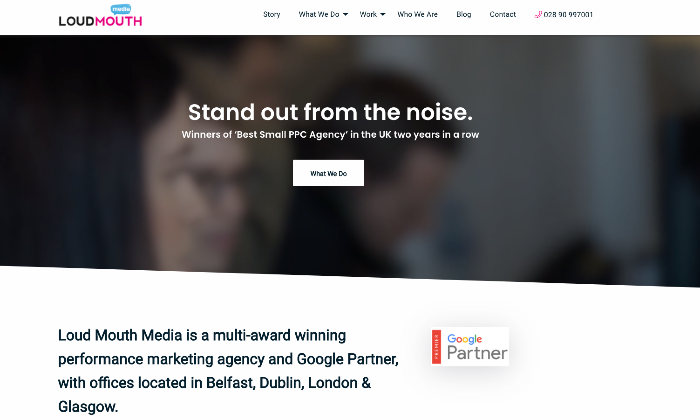 media
LOUDMOUTH
Story What We Do Work Who We Are Blog Contact 028 90 997001
Stand out from the noise.
Winners of ‘Best Small PPC Agency’ in the UK two years in a row
What We Do
Loud Mouth Media is a multi-award winning
performance marketing agency and Google Partner,
with offices located in Belfast, Dublin, London &
Glasgow.
PREMIER
Google
Partner